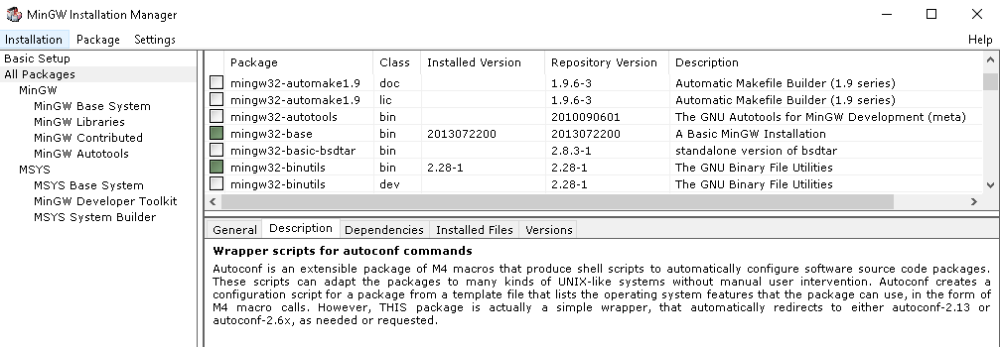 MinGW Installation Manager
Installation Package Settings Help
Basic Setup
All Packages
MinGW
MinGW Base System
MinGW Libraries
MinGW Contributed
MinGW Autotools
MSYS
MSYS Base System
MinGW Developer Toolkit
MSYS System Builder
Package Class Installed Version Repository Version Description
mingw32-automake1.9 doc 1.9.6-3 Automatic Makefile Builder (1.9 series)
mingw32-automake1.9 lic 1.9.6-3 Automatic Makefile Builder (1.9 series)
mingw32-autotools bin 2010090601 The GNU Autotools for MinGW Development (meta)
mingw32-base bin 2013072200 2013072200 A Basic MinGW Installation
mingw32-basic-bsdtar bin 2.8.3-1 standalone version of bsdtar
mingw32-binutils bin 2.28-1 2.28-1 The GNU Binary File Utilities
mingw32-binutils dev 2.28-1 The GNU Binary File Utilities
General Description Dependencies Installed Files Versions
Wrapper scripts for autoconf commands
Autoconf is an extensible package of M4 macros that produce shell scripts to automatically configure software source code packages.
These scripts can adapt the packages to many kinds of UNIX-like systems without manual user intervention. Autoconf creates a
configuration script for a package from a template file that lists the operating system features that the package can use, in the form of
M4 macro calls. However, THIS package is actually a simple wrapper, that automatically redirects to either autoconf-2.13 or
autoconf-2.6x, as needed or requested.